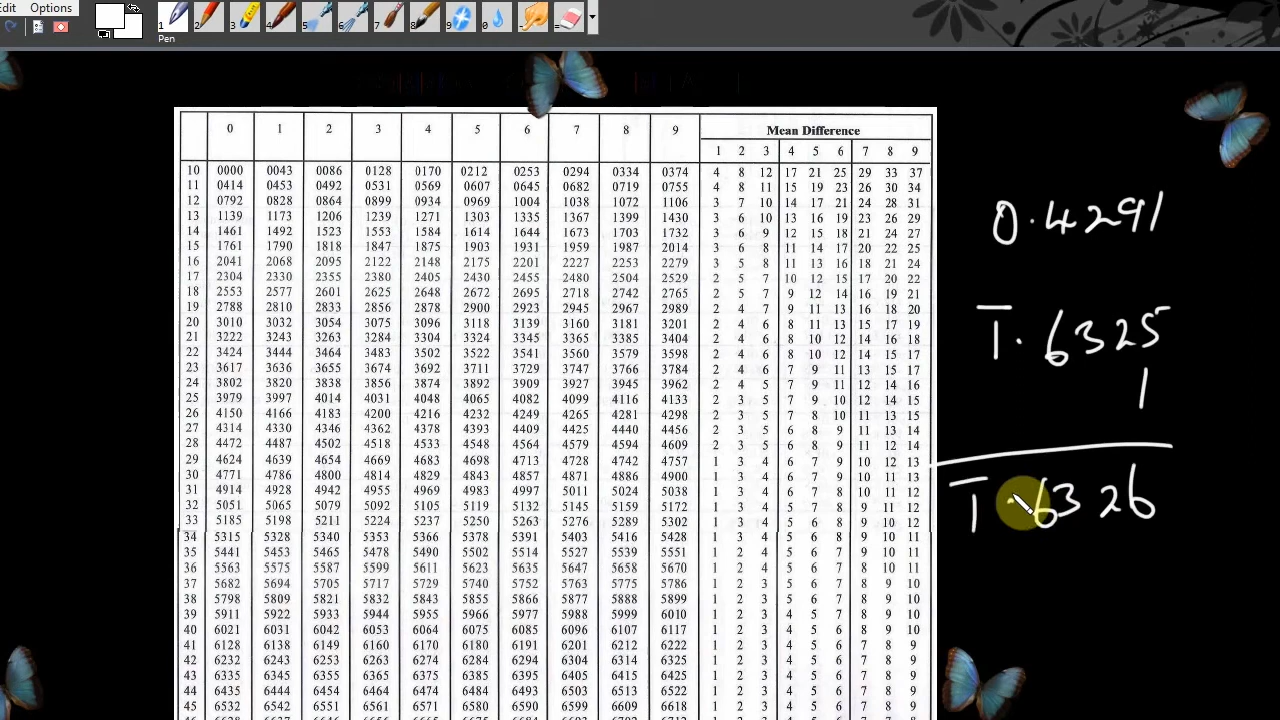 Edit Options
1 2 3 4 5 6 7 8 9 0 - =
Pen
0 1 2 3 4 5 6 7 8 9 Mean Difference
1 2 3 4 5 6 7 8 9
10 0000 0043 0086 0128 0170 0212 0253 0294 0334 0374 4 8 12 17 21 25 29 33 37
11 0414 0453 0492 0531 0569 0607 0645 0682 0719 0755 4 8 11 15 19 23 26 30 34
12 0792 0828 0864 0899 0934 0969 1004 1038 1072 1106 3 7 10 14 17 21 24 28 31
13 1139 1173 1206 1239 1271 1303 1335 1367 1399 1430 3 6 10 13 16 19 23 26 29
14 1461 1492 1523 1553 1584 1614 1644 1673 1703 1732 3 6 9 12 15 18 21 24 27
15 1761 1790 1818 1847 1875 1903 1931 1959 1987 2014 3 6 8 11 14 17 20 22 25
16 2041 2068 2095 2122 2148 2175 2201 2227 2253 2279 3 5 8 11 13 16 18 21 24
17 2304 2330 2355 2380 2405 2430 2455 2480 2504 2529 2 5 7 10 12 15 17 20 22
18 2553 2577 2601 2625 2648 2672 2695 2718 2742 2765 2 5 7 9 12 14 16 19 21
19 2788 2810 2833 2856 2878 2900 2923 2945 2967 2989 2 4 7 9 11 13 16 18 20
20 3010 3032 3054 3075 3096 3118 3139 3160 3181 3201 2 4 6 8 11 13 15 17 19
21 3222 3243 3263 3284 3304 3324 3345 3365 3385 3404 2 4 6 8 10 12 14 16 18
22 3424 3444 3464 3483 3502 3522 3541 3560 3579 3598 2 4 6 8 10 12 14 15 17
23 3617 3636 3655 3674 3692 3711 3729 3747 3766 3784 2 4 6 7 9 11 13 15 17
24 3802 3820 3838 3856 3874 3892 3909 3927 3945 3962 2 4 5 7 9 11 12 14 16
25 3979 3997 4014 4031 4048 4065 4082 4099 4116 4133 2 3 5 7 9 10 12 14 15
26 4150 4166 4183 4200 4216 4232 4249 4265 4281 4298 2 3 5 7 8 10 11 13 15
27 4314 4330 4346 4362 4378 4393 4409 4425 4440 4456 2 3 5 6 8 9 11 13 14
28 4472 4487 4502 4518 4533 4548 4564 4579 4594 4609 2 3 5 6 8 9 11 12 14
29 4624 4639 4654 4669 4683 4698 4713 4728 4742 4757 1 3 4 6 7 9 10 12 13
30 4771 4786 4800 4814 4829 4843 4857 4871 4886 4900 1 3 4 6 7 9 10 11 13
31 4914 4928 4942 4955 4969 4983 4997 5011 5024 5038 1 3 4 6 7 8 10 11 12
32 5051 5065 5079 5092 5105 5119 5132 5145 5159 5172 1 3 4 5 7 8 9 11 12
33 5185 5198 5211 5224 5237 5250 5263 5276 5289 5302 1 3 4 5 6 8 9 10 12
34 5315 5328 5340 5353 5366 5378 5391 5403 5416 5428 1 3 4 5 6 8 9 10 11
35 5441 5453 5465 5478 5490 5502 5514 5527 5539 5551 1 2 4 5 6 7 9 10 11
36 5563 5575 5587 5599 5611 5623 5635 5647 5658 5670 1 2 4 5 6 7 8 10 11
37 5682 5694 5705 5717 5729 5740 5752 5763 5775 5786 1 2 3 5 6 7 8 9 10
38 5798 5809 5821 5832 5843 5855 5866 5877 5888 5899 1 2 3 5 6 7 8 9 10
39 5911 5922 5933 5944 5955 5966 5977 5988 5999 6010 1 2 3 4 5 7 8 9 10
40 6021 6031 6042 6053 6064 6075 6085 6096 6107 6117 1 2 3 4 5 6 8 9 10
41 6128 6138 6149 6160 6170 6180 6191 6201 6212 6222 1 2 3 4 5 6 7 8 9
42 6232 6243 6253 6263 6274 6284 6294 6304 6314 6325 1 2 3 4 5 6 7 8 9
43 6335 6345 6355 6365 6375 6385 6395 6405 6415 6425 1 2 3 4 5 6 7 8 9
44 6435 6444 6454 6464 6474 6484 6493 6503 6513 6522 1 2 3 4 5 6 7 8 9
45 6532 6542 6551 6561 6571 6580 6590 6599 6609 6618 1 2 3 4 5 6 7 8 9
0.4291
1̅.6325
1
1̅.6326